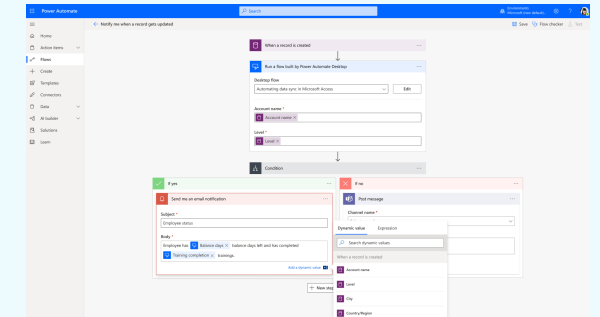 Power Automate
Search
Environments
Microsoft (own default...
Notify me when a record gets updated
Save
Flow checker
Test
Home
Action items
Flows
Create
Templates
Connectors
Data
AI builder
Solutions
Learn
When a record is created
Run a flow built by Power Automate Desktop
Desktop flow
Automating data sync in Microsoft Access
Edit
Account name *
Account name ×
Level *
Level ×
Condition
If yes
Send me an email notification
Subject *
Employee status
Body *
Employee has Balance days × balance days left and has completed
Training completion × trainings.
Add a dynamic value
If no
Post message
Channel name *
Dynamic value
Expression
Search dynamic values
When a record is created
Account name
Level
City
Country/Region
+ New step